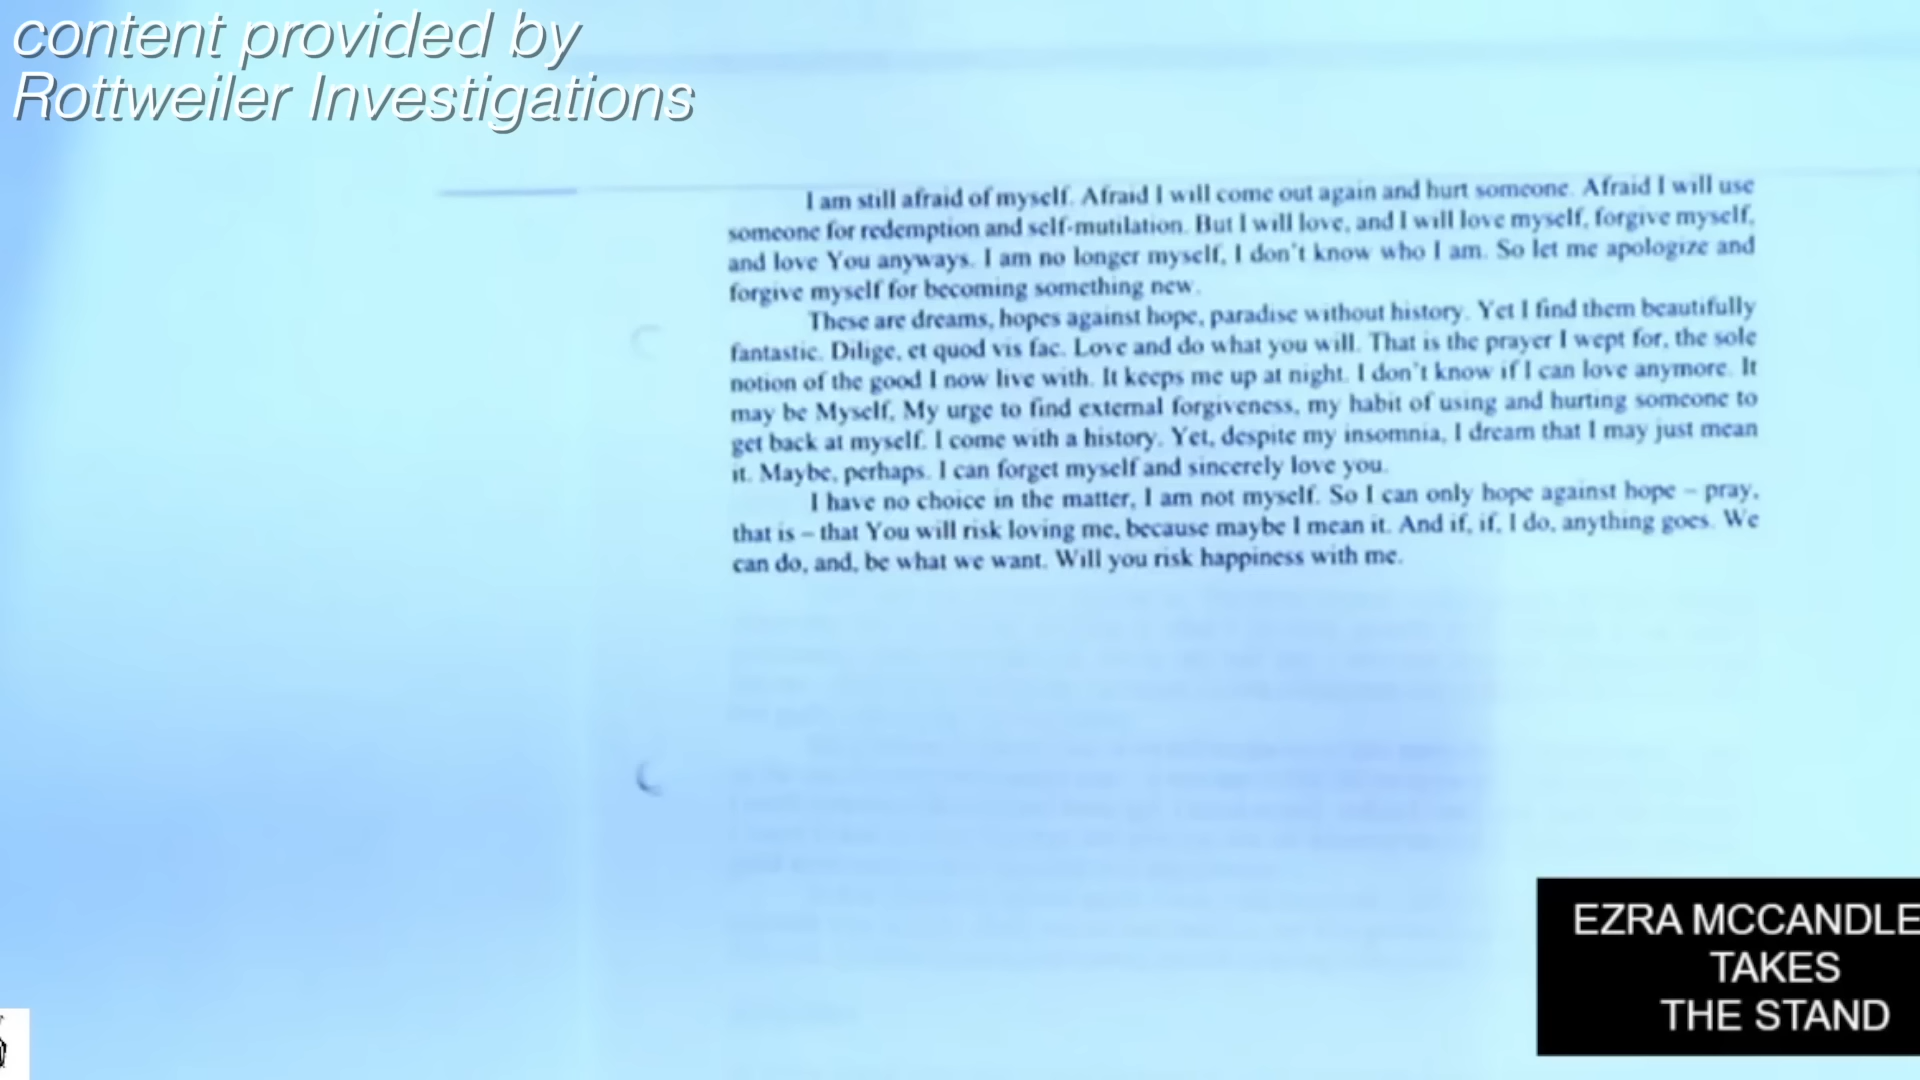 content provided by
Rottweiler Investigations
I am still afraid of myself. Afraid I will come out again and hurt someone. Afraid I will use
someone for redemption and self-mutilation. But I will love, and I will love myself, forgive myself,
and love You anyways. I am no longer myself, I don't know who I am. So let me apologize and
forgive myself for becoming something new.
These are dreams, hopes against hope, paradise without history. Yet I find them beautifully
fantastic. Dilige, et quod vis fac. Love and do what you will. That is the prayer I wept for, the sole
notion of the good I now live with. It keeps me up at night. I don't know if I can love anymore. It
may be Myself, My urge to find external forgiveness, my habit of using and hurting someone to
get back at myself. I come with a history. Yet, despite my insomnia, I dream that I may just mean
it. Maybe, perhaps. I can forget myself and sincerely love you.
I have no choice in the matter, I am not myself. So I can only hope against hope – pray,
that is – that You will risk loving me, because maybe I mean it. And if, if, I do, anything goes. We
can do, and, be what we want. Will you risk happiness with me.
EZRA MCCANDLE
TAKES
THE STAND